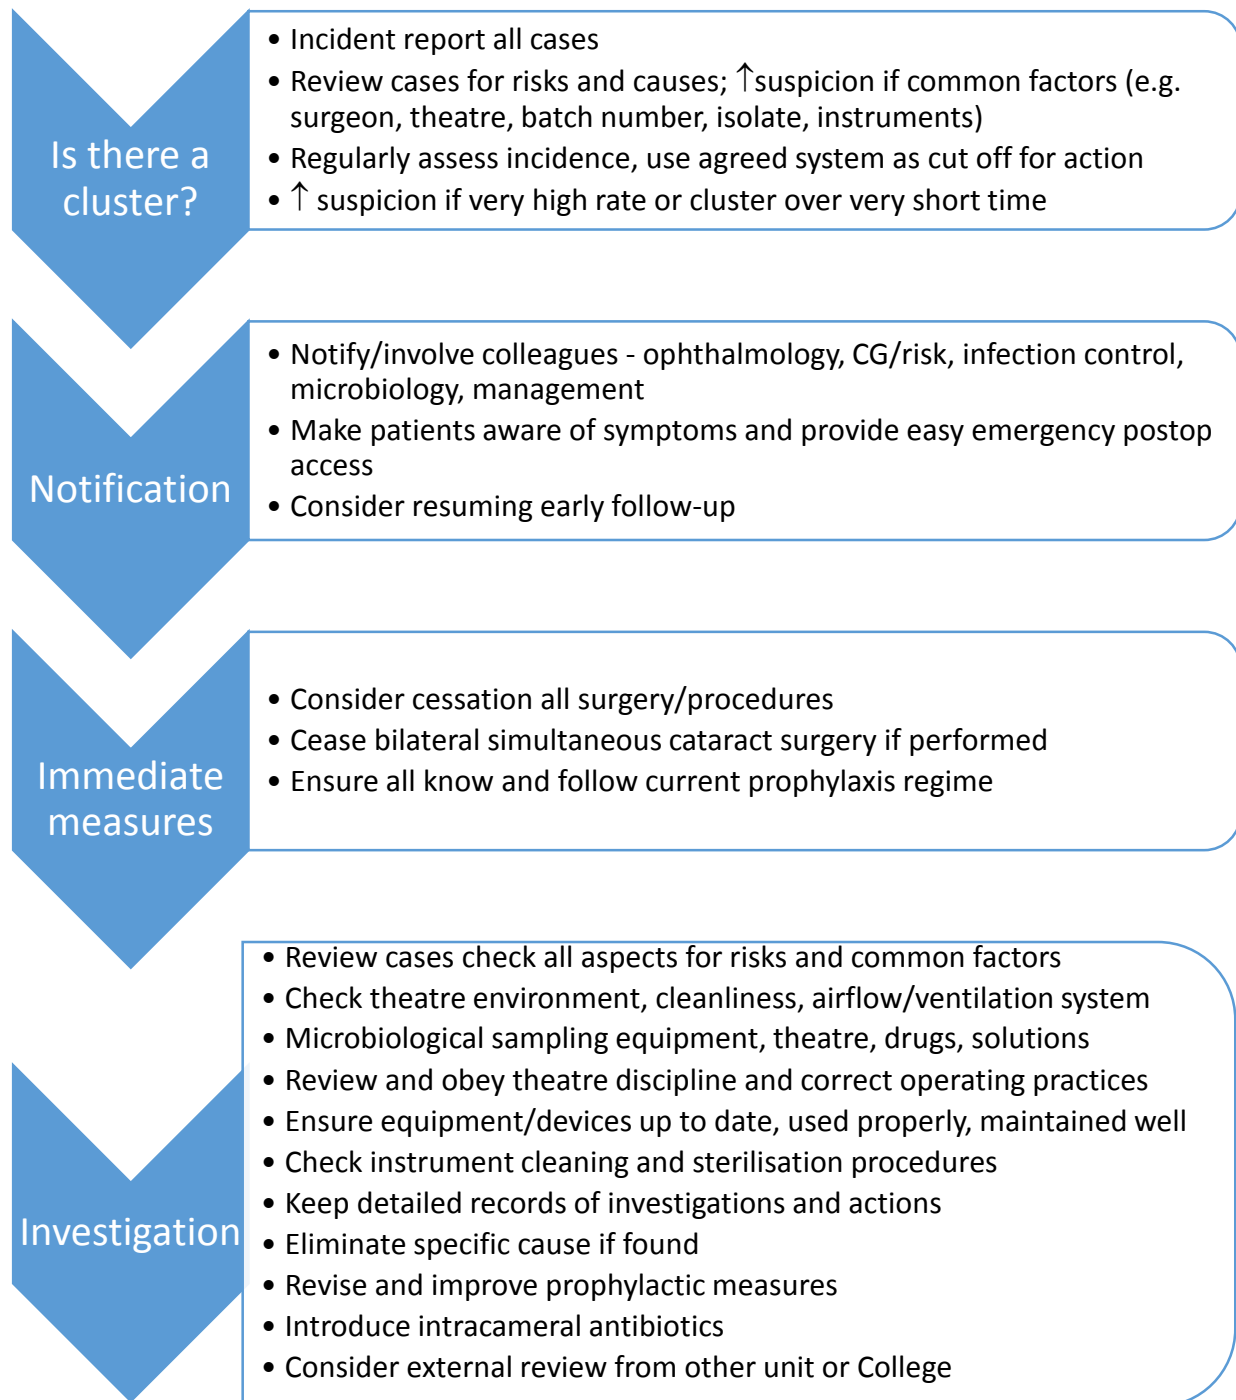 Is there a
cluster?
• Incident report all cases
• Review cases for risks and causes; ↑suspicion if common factors (e.g.
surgeon, theatre, batch number, isolate, instruments)
• Regularly assess incidence, use agreed system as cut off for action
• ↑ suspicion if very high rate or cluster over very short time
Notification
• Notify/involve colleagues - ophthalmology, CG/risk, infection control,
microbiology, management
• Make patients aware of symptoms and provide easy emergency postop
access
• Consider resuming early follow-up
Immediate
measures
• Consider cessation all surgery/procedures
• Cease bilateral simultaneous cataract surgery if performed
• Ensure all know and follow current prophylaxis regime
Investigation
• Review cases check all aspects for risks and common factors
• Check theatre environment, cleanliness, airflow/ventilation system
• Microbiological sampling equipment, theatre, drugs, solutions
• Review and obey theatre discipline and correct operating practices
• Ensure equipment/devices up to date, used properly, maintained well
• Check instrument cleaning and sterilisation procedures
• Keep detailed records of investigations and actions
• Eliminate specific cause if found
• Revise and improve prophylactic measures
• Introduce intracameral antibiotics
• Consider external review from other unit or College